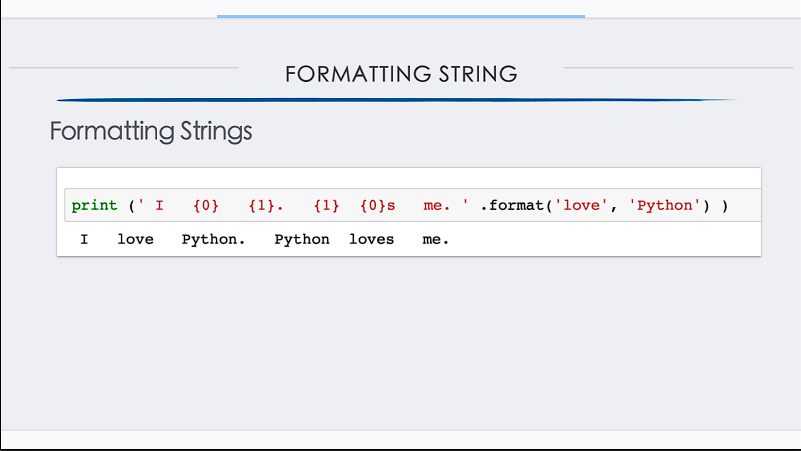 FORMATTING STRING
Formatting Strings
print (' I   {0}   {1}.   {1}  {0}s   me. ' .format('love', 'Python') )
I   love   Python.   Python  loves   me.